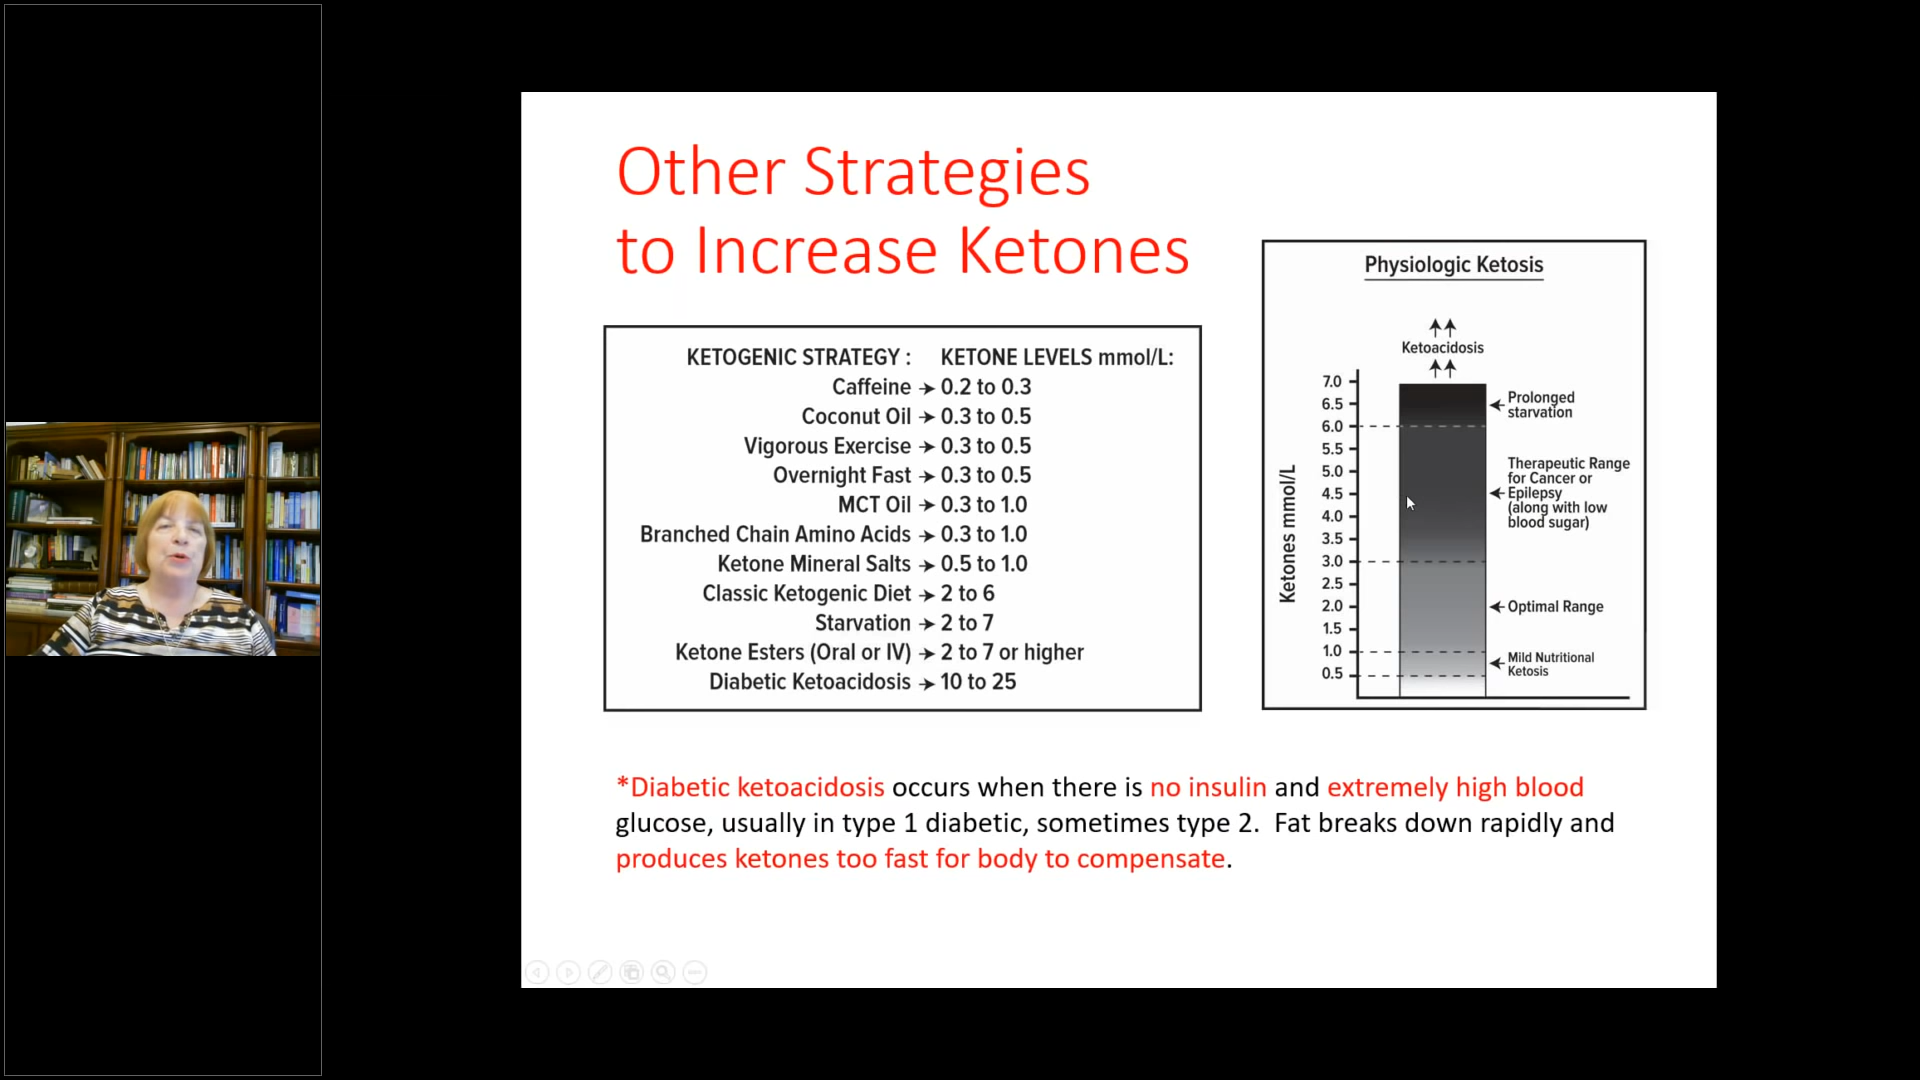 Other Strategies
to Increase Ketones
KETOGENIC STRATEGY : KETONE LEVELS mmol/L:
Caffeine → 0.2 to 0.3
Coconut Oil → 0.3 to 0.5
Vigorous Exercise → 0.3 to 0.5
Overnight Fast → 0.3 to 0.5
MCT Oil → 0.3 to 1.0
Branched Chain Amino Acids → 0.3 to 1.0
Ketone Mineral Salts → 0.5 to 1.0
Classic Ketogenic Diet → 2 to 6
Starvation → 2 to 7
Ketone Esters (Oral or IV) → 2 to 7 or higher
Diabetic Ketoacidosis → 10 to 25
Physiologic Ketosis
Ketoacidosis
Ketones mmol/L
7.0
6.5
6.0
5.5
5.0
4.5
4.0
3.5
3.0
2.5
2.0
1.5
1.0
0.5
Prolonged
starvation
Therapeutic Range
for Cancer or
Epilepsy
(along with low
blood sugar)
Optimal Range
Mild Nutritional
Ketosis
*Diabetic ketoacidosis occurs when there is no insulin and extremely high blood
glucose, usually in type 1 diabetic, sometimes type 2. Fat breaks down rapidly and
produces ketones too fast for body to compensate.